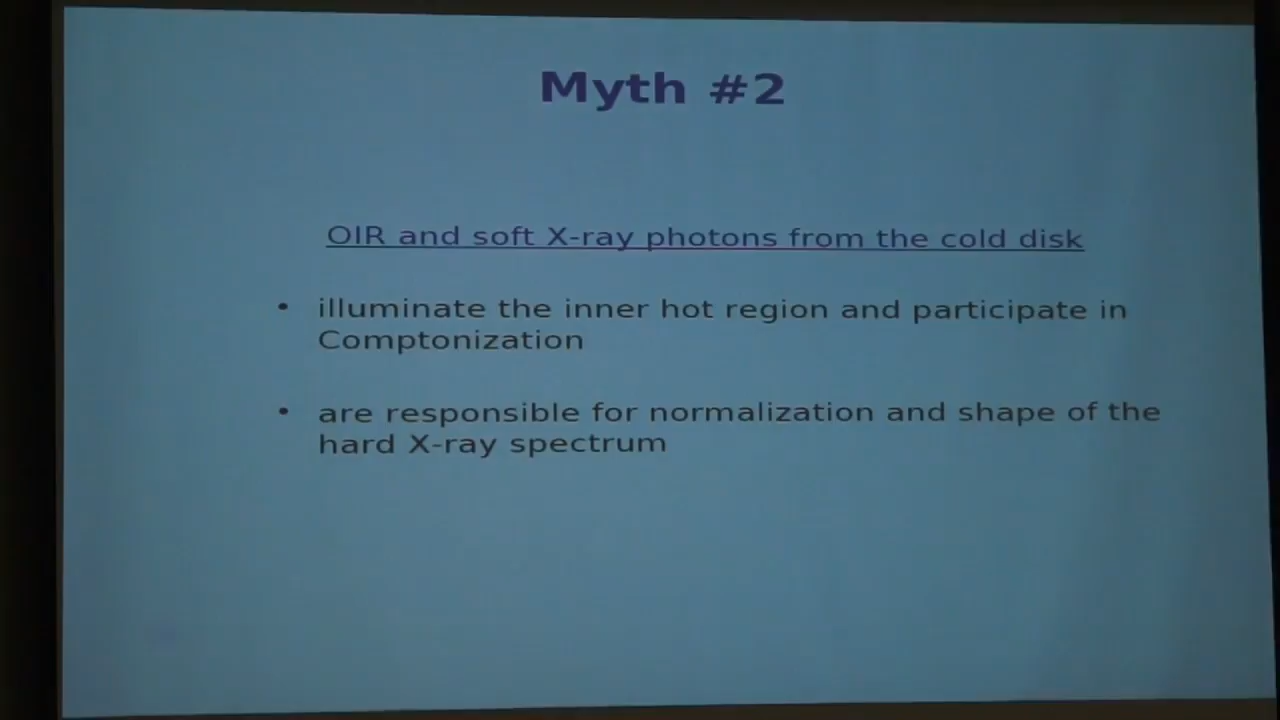 Myth #2
OIR and soft X-ray photons from the cold disk
• illuminate the inner hot region and participate in
Comptonization
• are responsible for normalization and shape of the
hard X-ray spectrum